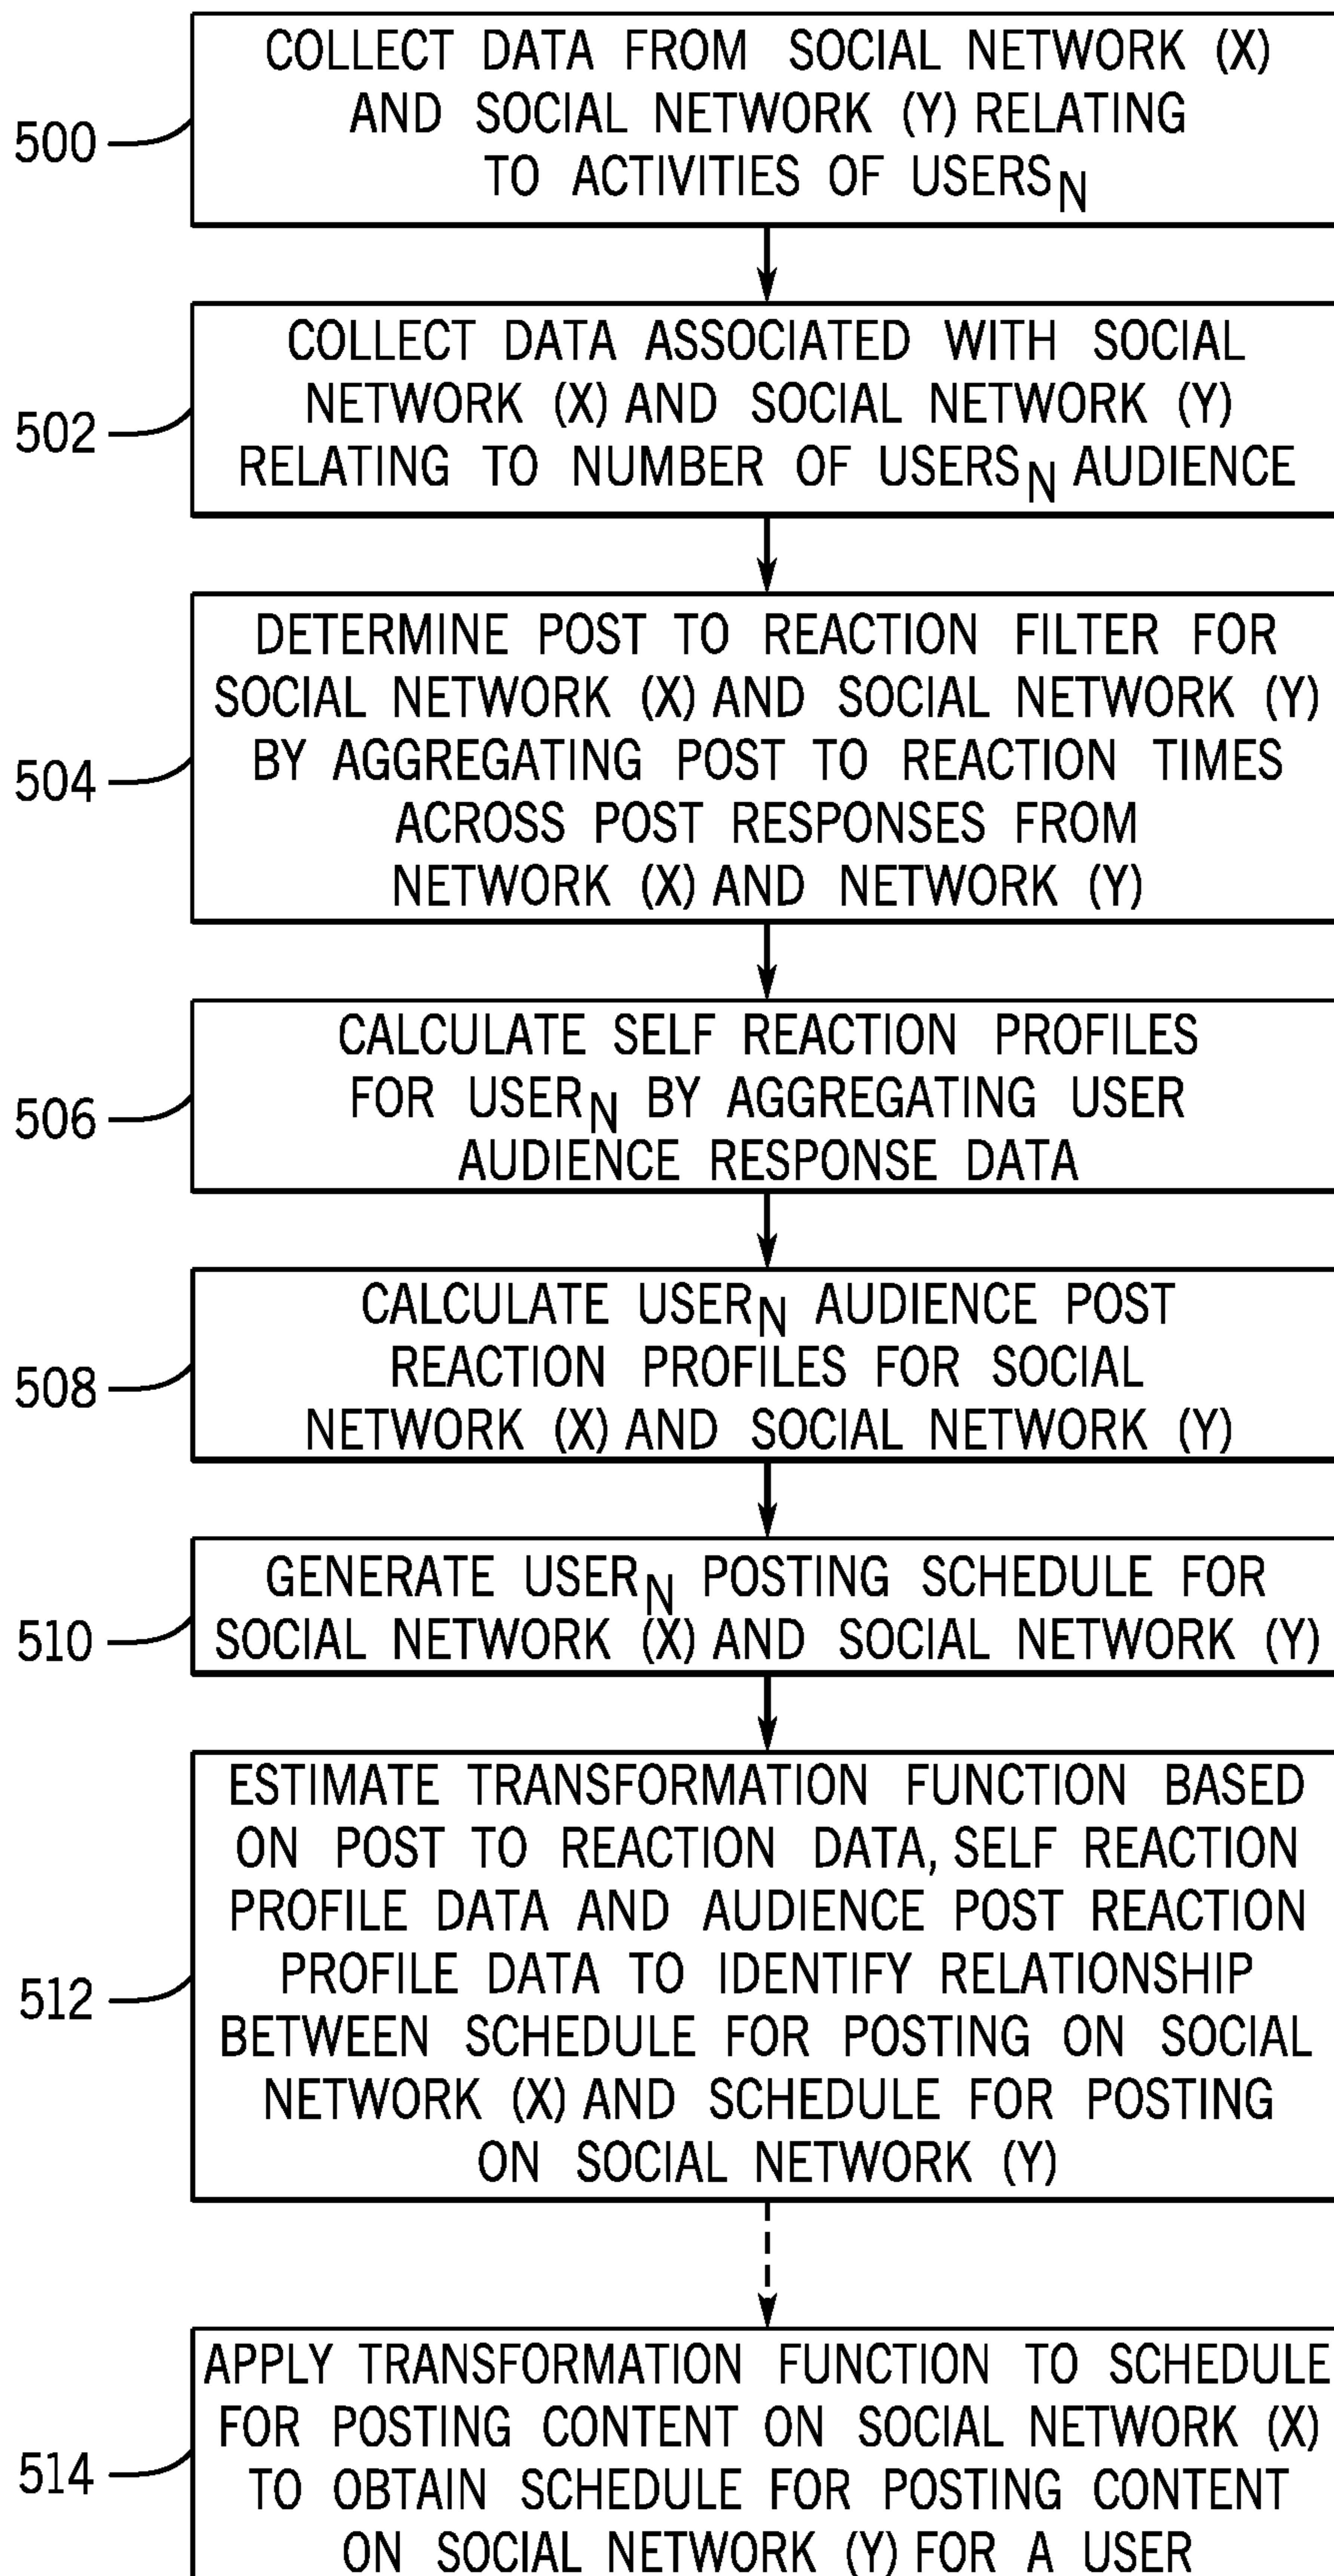 COLLECT DATA FROM SOCIAL NETWORK (X)
AND SOCIAL NETWORK (Y) RELATING
TO ACTIVITIES OF USERS N
500
COLLECT DATA ASSOCIATED WITH SOCIAL
NETWORK (X) AND SOCIAL NETWORK (Y)
RELATING TO NUMBER OF USERS N AUDIENCE
502
DETERMINE POST TO REACTION FILTER FOR
SOCIAL NETWORK (X) AND SOCIAL NETWORK (Y)
BY AGGREGATING POST TO REACTION TIMES
ACROSS POST RESPONSES FROM
NETWORK (X) AND NETWORK (Y)
504
CALCULATE SELF REACTION PROFILES
FOR USER N BY AGGREGATING USER
AUDIENCE RESPONSE DATA
506
CALCULATE USER N AUDIENCE POST
REACTION PROFILES FOR SOCIAL
NETWORK (X) AND SOCIAL NETWORK (Y)
508
GENERATE USER N POSTING SCHEDULE FOR
SOCIAL NETWORK (X) AND SOCIAL NETWORK (Y)
510
ESTIMATE TRANSFORMATION FUNCTION BASED
ON POST TO REACTION DATA, SELF REACTION
PROFILE DATA AND AUDIENCE POST REACTION
PROFILE DATA TO IDENTIFY RELATIONSHIP
BETWEEN SCHEDULE FOR POSTING ON SOCIAL
NETWORK (X) AND SCHEDULE FOR POSTING
ON SOCIAL NETWORK (Y)
512
APPLY TRANSFORMATION FUNCTION TO SCHEDULE
FOR POSTING CONTENT ON SOCIAL NETWORK (X)
TO OBTAIN SCHEDULE FOR POSTING CONTENT
ON SOCIAL NETWORK (Y) FOR A USER
514